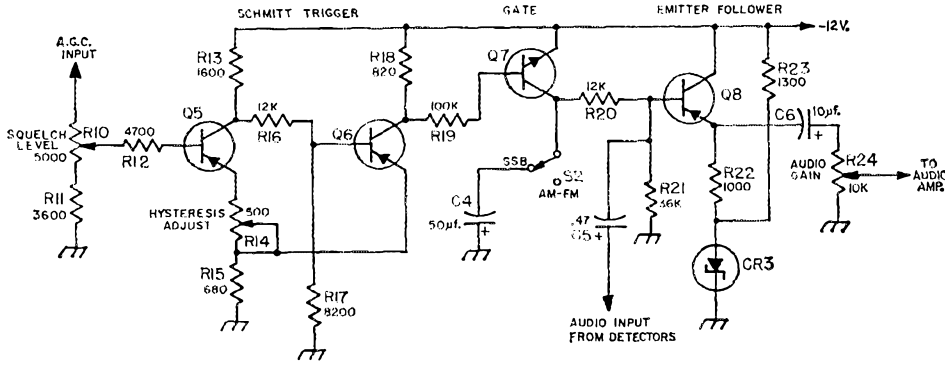 SCHMITT TRIGGER
GATE
EMITTER FOLLOWER
-12V.
A.G.C.
INPUT
R13
1600
R18
820
Q7
R23
1300
Q5
12K
R16
Q6
100K
R19
12K
R20
Q8
C6
10µf.
+
SQUELCH
LEVEL
R10
5000
4700
R12
SSB
S2
AM-FM
R22
1000
AUDIO
GAIN
R24
10K
TO
AUDIO
AMP.
R11
3600
HYSTERESIS
ADJUST
500
R14
C4
50µf.
+
.47
C5
+
R21
36K
R15
680
R17
8200
CR3
AUDIO INPUT
FROM DETECTORS